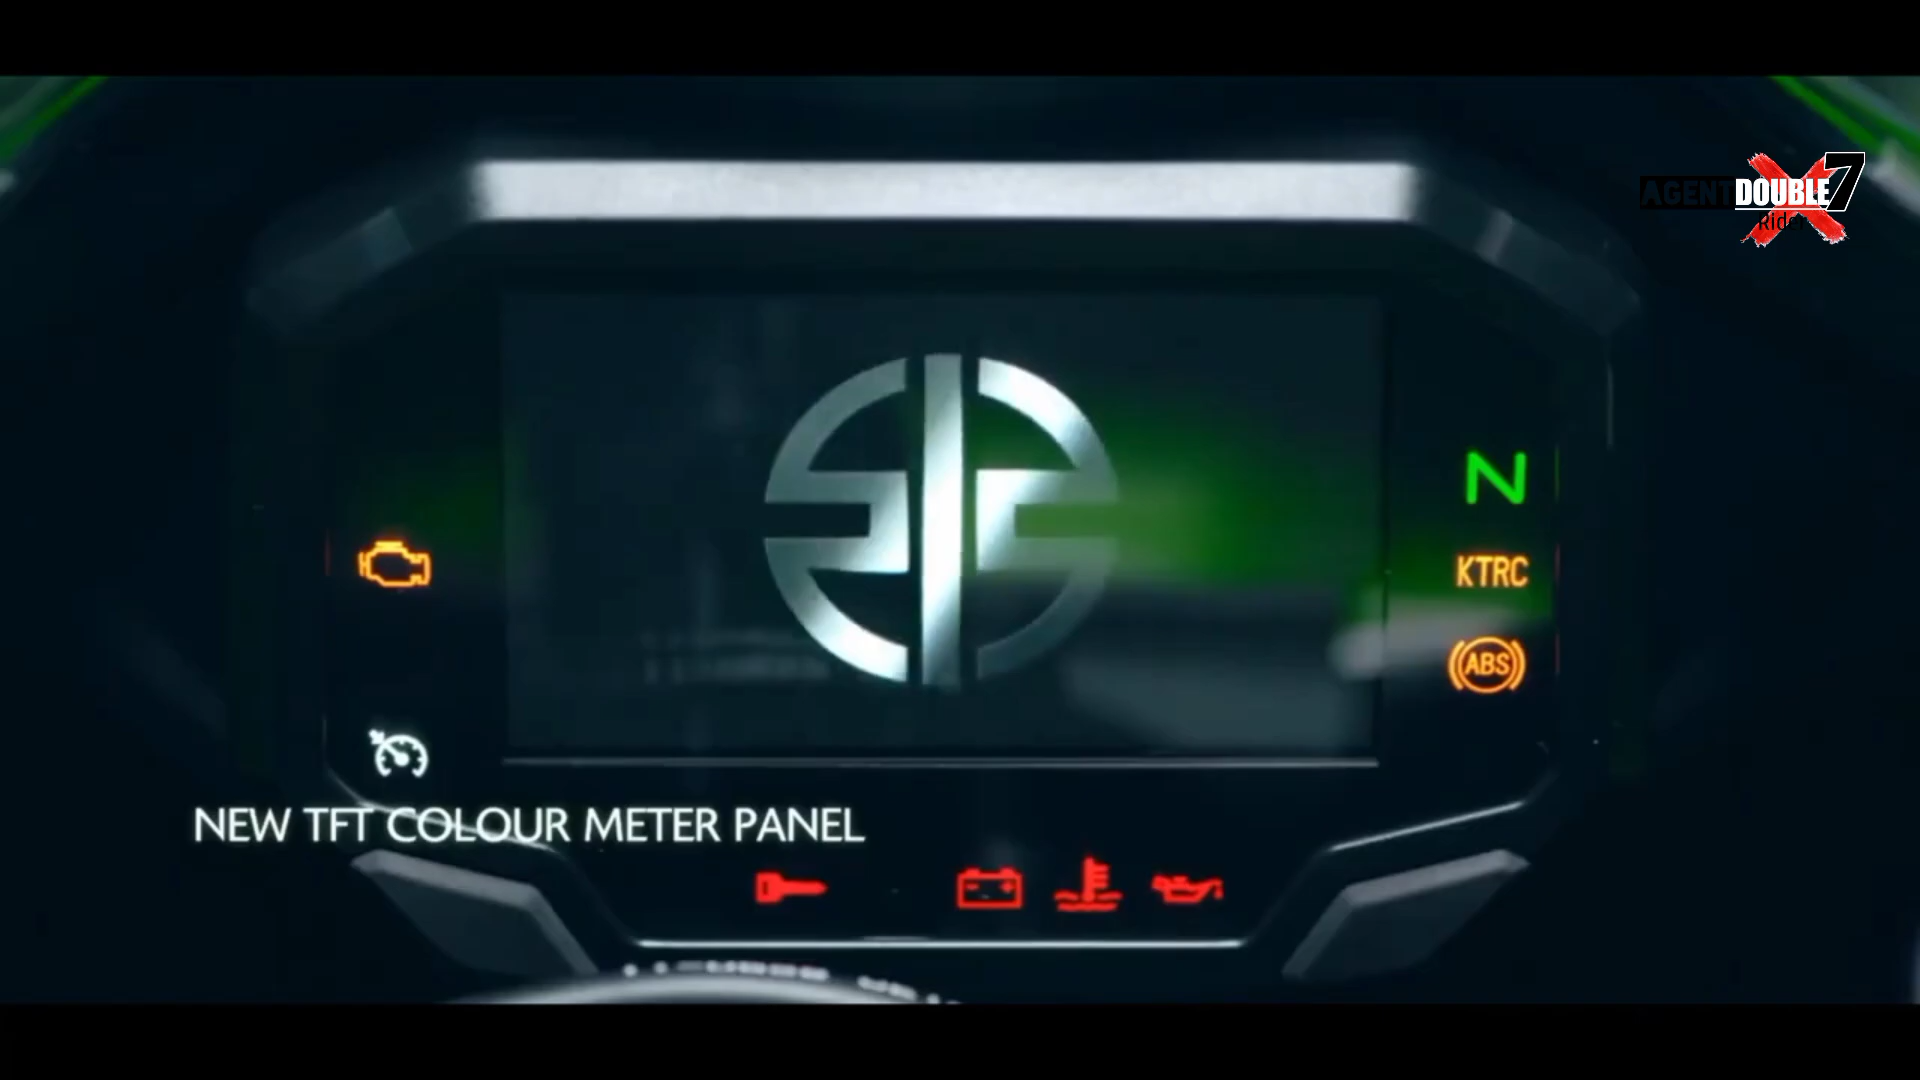 AGENT DOUBLE 7
Rider
N
KTRC
ABS
NEW TFT COLOUR METER PANEL